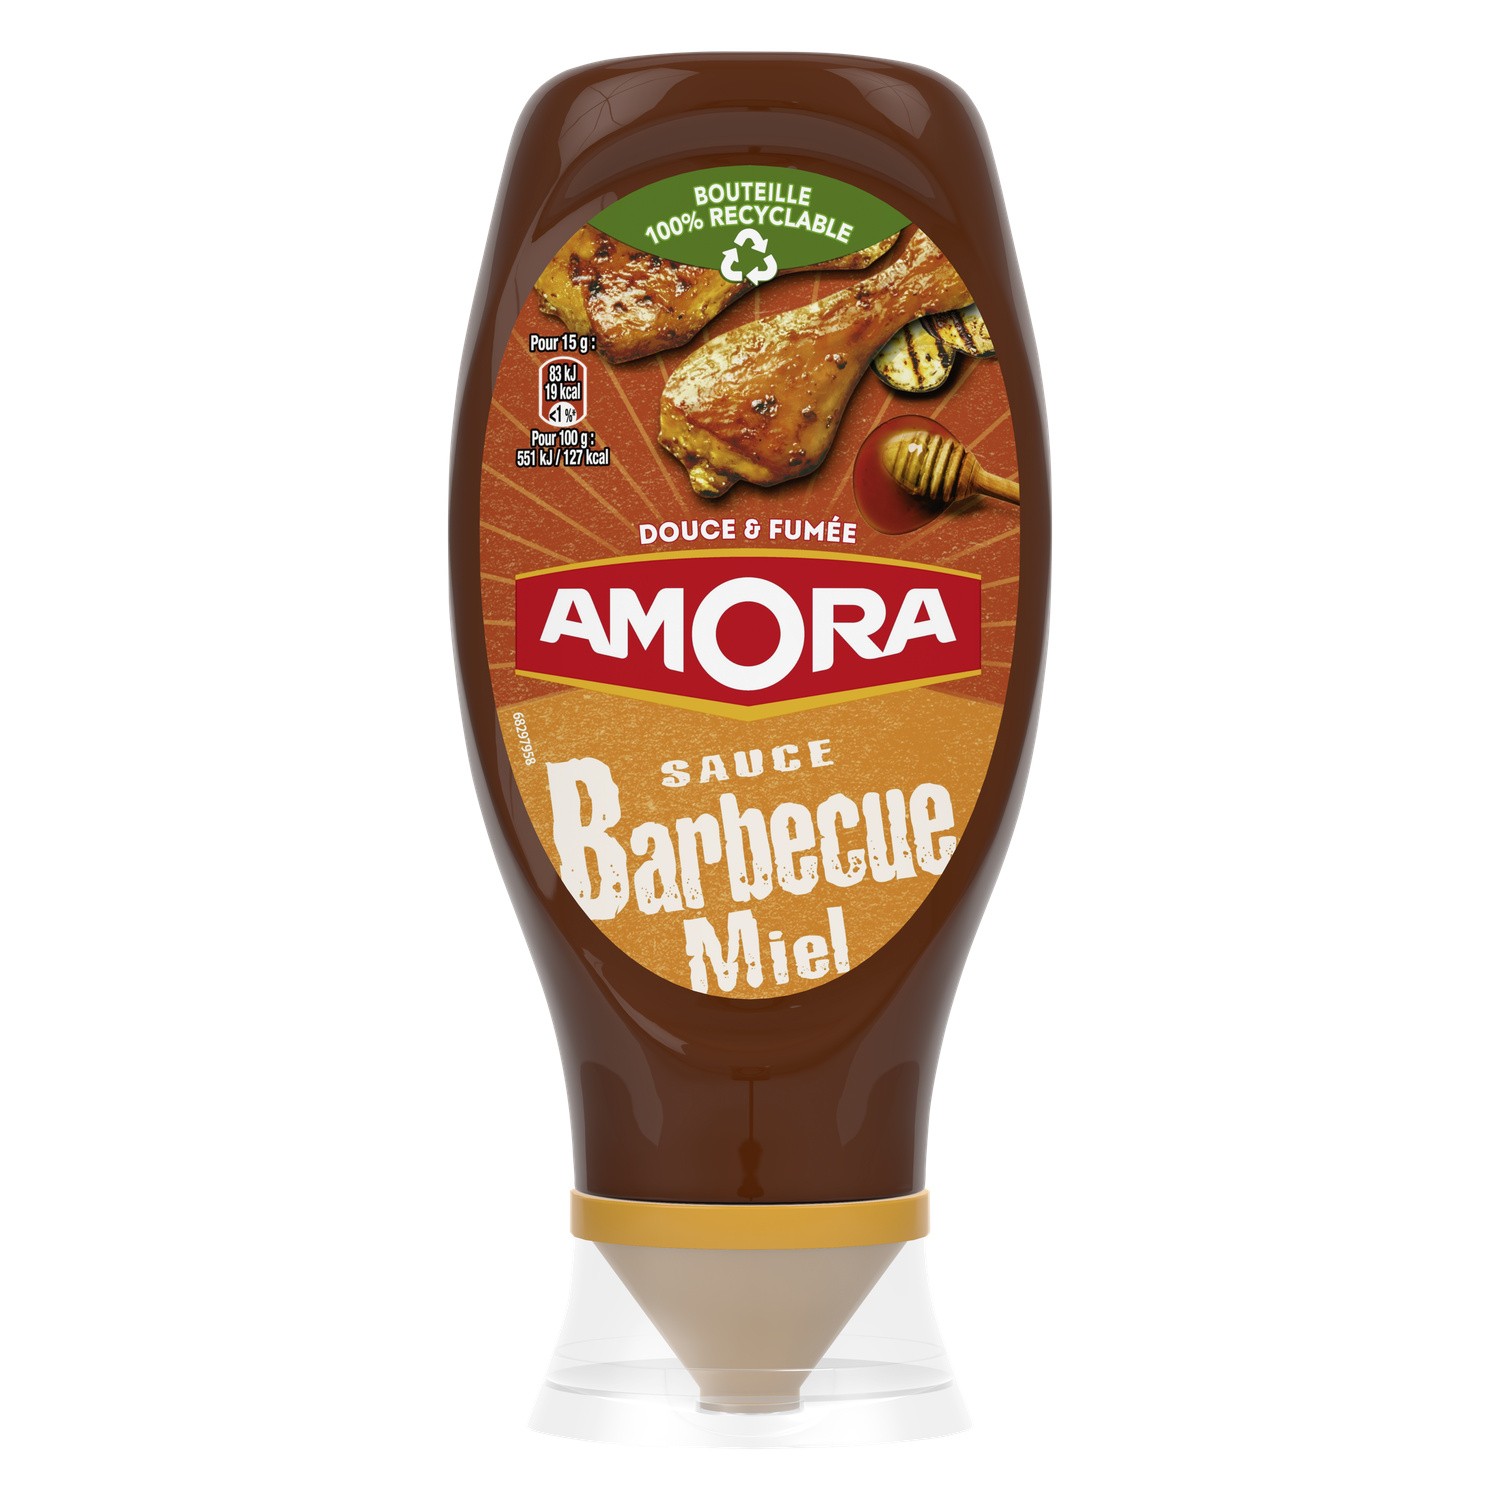 BOUTEILLE
100% RECYCLABLE
Pour 15 g :
83 kJ
19 kcal
<1 %*
Pour 100 g :
551 kJ / 127 kcal
DOUCE & FUMÉE
AMORA
68297958
SAUCE
Barbecue
Miel